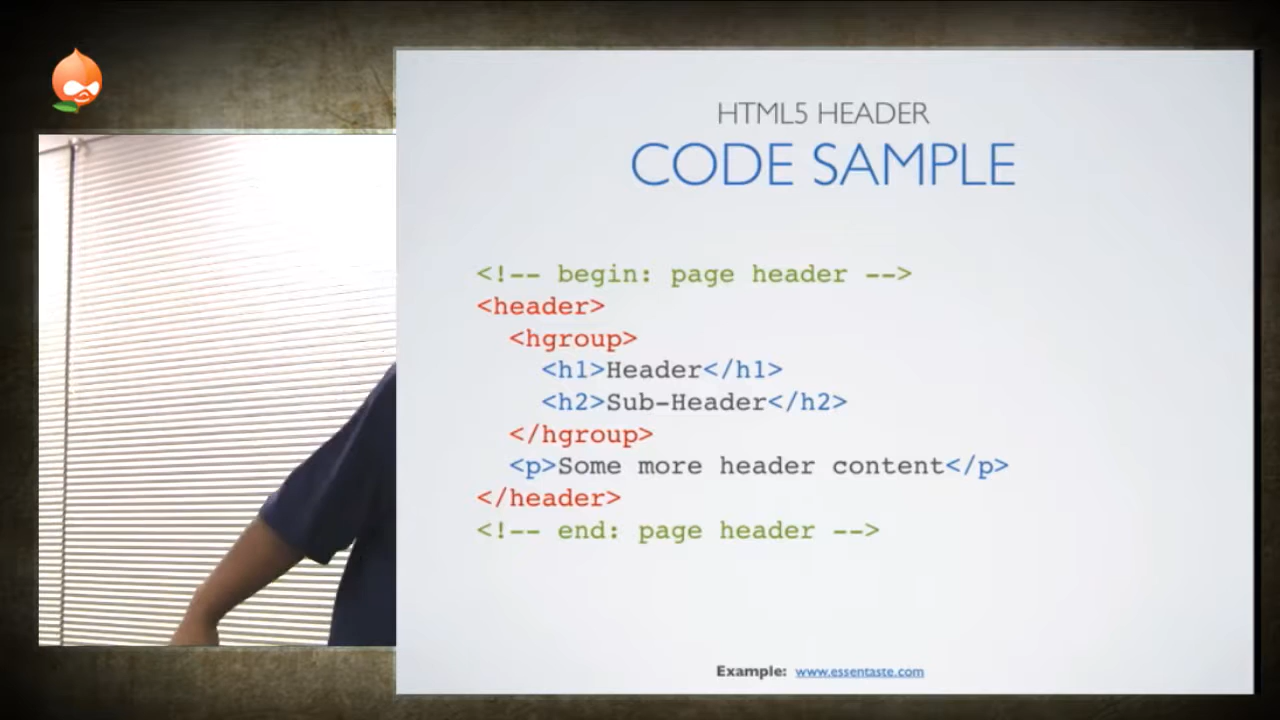 HTML5 HEADER
CODE SAMPLE
<!-- begin: page header -->
<header>
<hgroup>
<h1>Header</h1>
<h2>Sub-Header</h2>
</hgroup>
<p>Some more header content</p>
</header>
<!-- end: page header -->
Example: www.essentaste.com